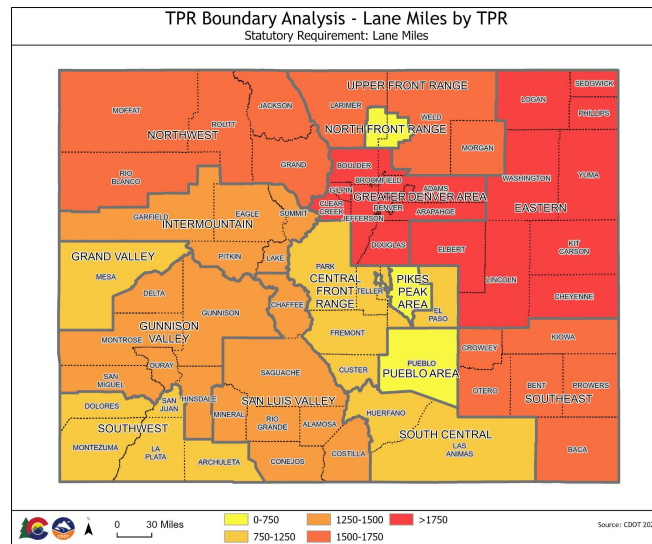 TPR Boundary Analysis - Lane Miles by TPR
Statutory Requirement: Lane Miles
MOFFAT
ROUTT
JACKSON
NORTHWEST
RIO
BLANCO
GRAND
UPPER FRONT RANGE
LARIMER
WELD
NORTH FRONT RANGE
MORGAN
LOGAN
SEDGWICK
PHILLIPS
WASHINGTON
YUMA
EASTERN
BOULDER
BROOMFIELD
GILPIN
ADAMS
GREATER DENVER AREA
CLEAR
CREEK
DENVER
JEFFERSON
ARAPAHOE
DOUGLAS
ELBERT
LINCOLN
KIT
CARSON
CHEYENNE
GARFIELD
EAGLE
SUMMIT
INTERMOUNTAIN
PITKIN
LAKE
GRAND VALLEY
MESA
PARK
CENTRAL
FRONT
RANGE
TELLER
PIKES
PEAK
AREA
EL
PASO
FREMONT
CUSTER
DELTA
GUNNISON
CHAFFEE
GUNNISON
VALLEY
MONTROSE
OURAY
SAN
MIGUEL
HINSDALE
PUEBLO
PUEBLO AREA
CROWLEY
KIOWA
OTERO
BENT
PROWERS
SOUTHEAST
BACA
SAGUACHE
SAN LUIS VALLEY
MINERAL
RIO
GRANDE
ALAMOSA
CONEJOS
COSTILLA
DOLORES
SAN
JUAN
SOUTHWEST
MONTEZUMA
LA
PLATA
ARCHULETA
HUERFANO
SOUTH CENTRAL
LAS
ANIMAS
N
0 30 Miles
0-750
750-1250
1250-1500
1500-1750
>1750
Source: CDOT 202